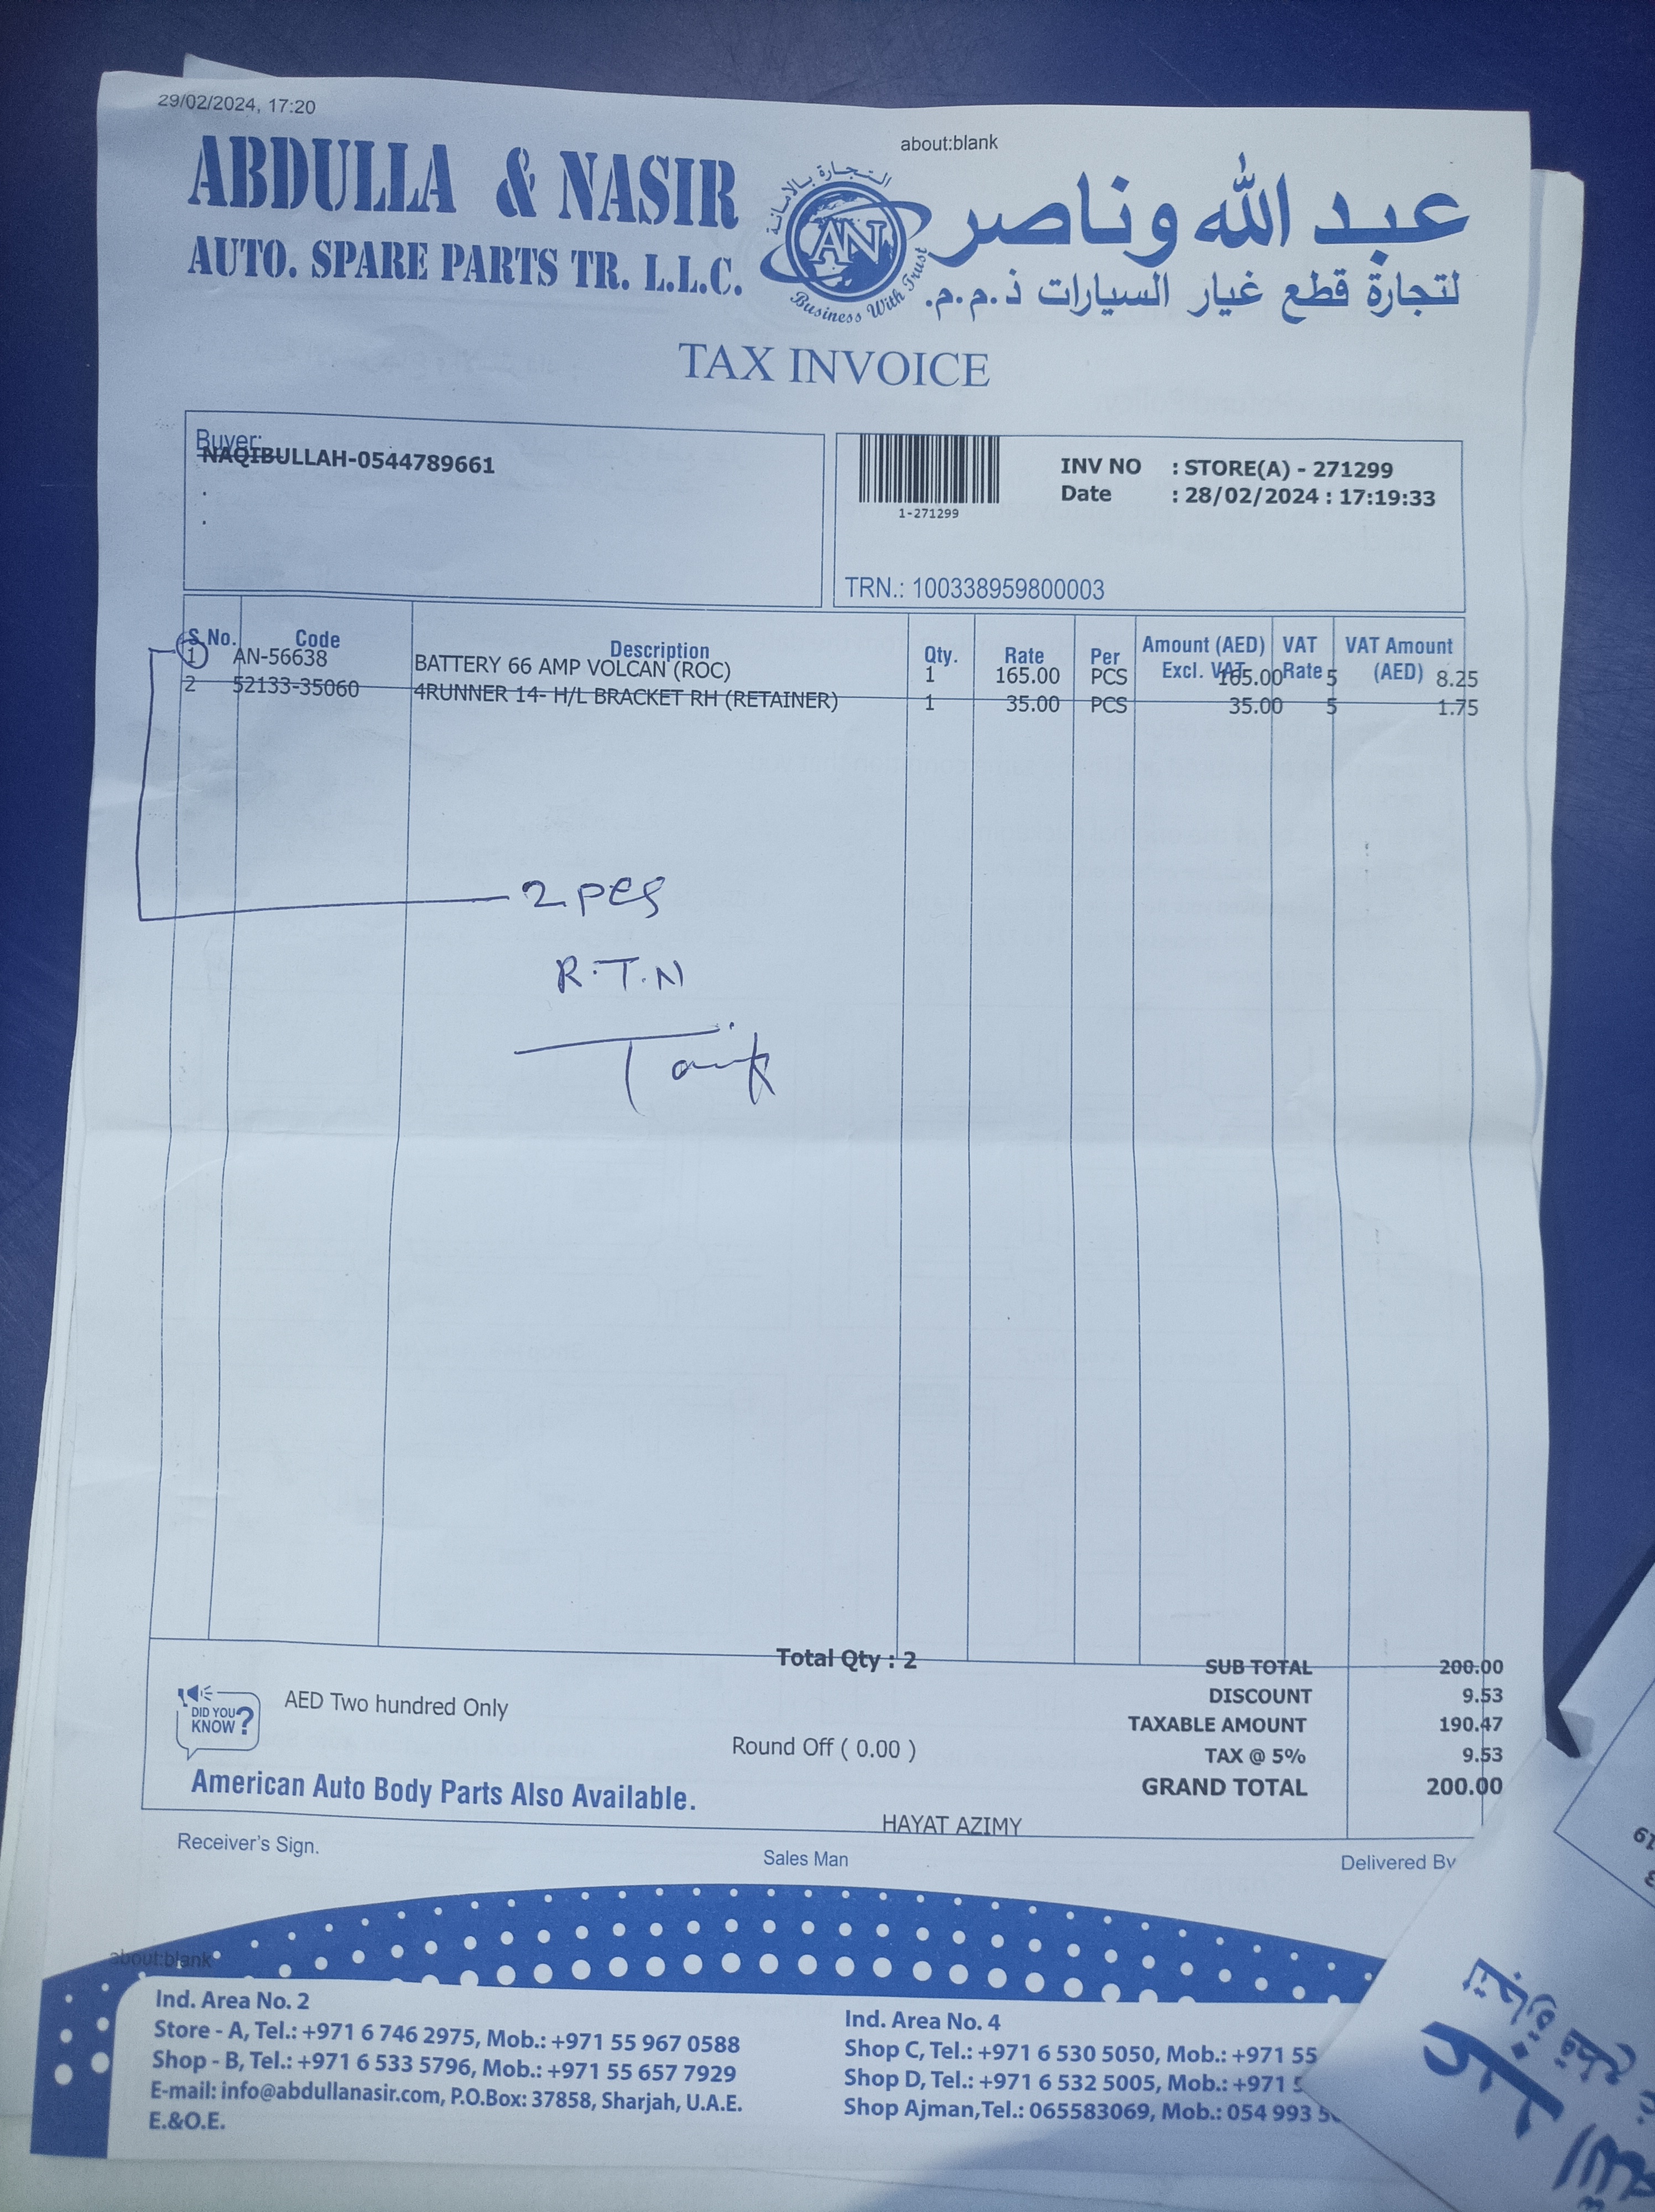 29/02/2024, 17:20
about:blank
ABDULLA & NASIR
AUTO. SPARE PARTS TR. L.L.C.
التجارة بالامانة
AN
Business With Trust
عبد الله وناصر
لتجارة قطع غيار السيارات ذ.م.م.
TAX INVOICE
Buyer:
NAQIBULLAH-0544789661
.
.
1-271299
INV NO : STORE(A) - 271299
Date : 28/02/2024 : 17:19:33
TRN.: 100338959800003
S.No. Code Description Qty. Rate Per Amount (AED) Excl. VAT VAT Rate VAT Amount (AED)
1 AN-56638 BATTERY 66 AMP VOLCAN (ROC) 1 165.00 PCS 165.00 5 8.25
2 52133-35060 4RUNNER 14- H/L BRACKET RH (RETAINER) 1 35.00 PCS 35.00 5 1.75
2 pcs
R.T.N
Total Qty : 2
SUB TOTAL 200.00
DISCOUNT 9.53
TAXABLE AMOUNT 190.47
TAX @ 5% 9.53
GRAND TOTAL 200.00
DID YOU KNOW?
AED Two hundred Only
Round Off ( 0.00 )
American Auto Body Parts Also Available.
HAYAT AZIMY
Receiver's Sign.
Sales Man
Delivered By
about:blank
Ind. Area No. 2
Store - A, Tel.: +971 6 746 2975, Mob.: +971 55 967 0588
Shop - B, Tel.: +971 6 533 5796, Mob.: +971 55 657 7929
E-mail: info@abdullanasir.com, P.O.Box: 37858, Sharjah, U.A.E.
E.&O.E.
Ind. Area No. 4
Shop C, Tel.: +971 6 530 5050, Mob.: +971 55
Shop D, Tel.: +971 6 532 5005, Mob.: +971
Shop Ajman,Tel.: 065583069, Mob.: 054 993